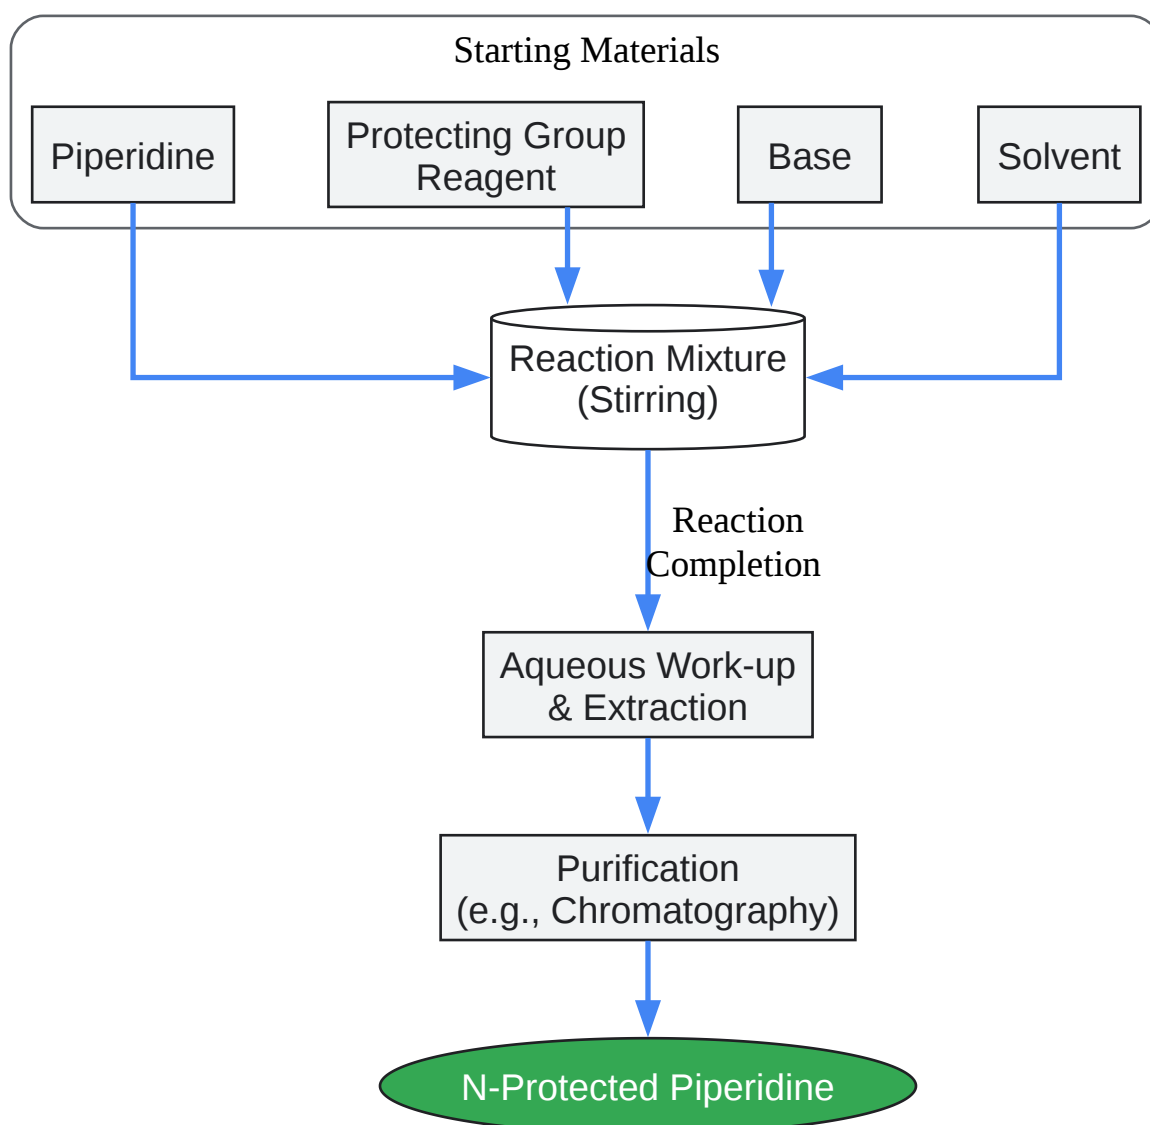 Starting Materials
Piperidine
Protecting Group
Reagent
Base
Solvent
Reaction Mixture
(Stirring)
Reaction
Completion
Aqueous Work-up
& Extraction
Purification
(e.g., Chromatography)
N-Protected Piperidine